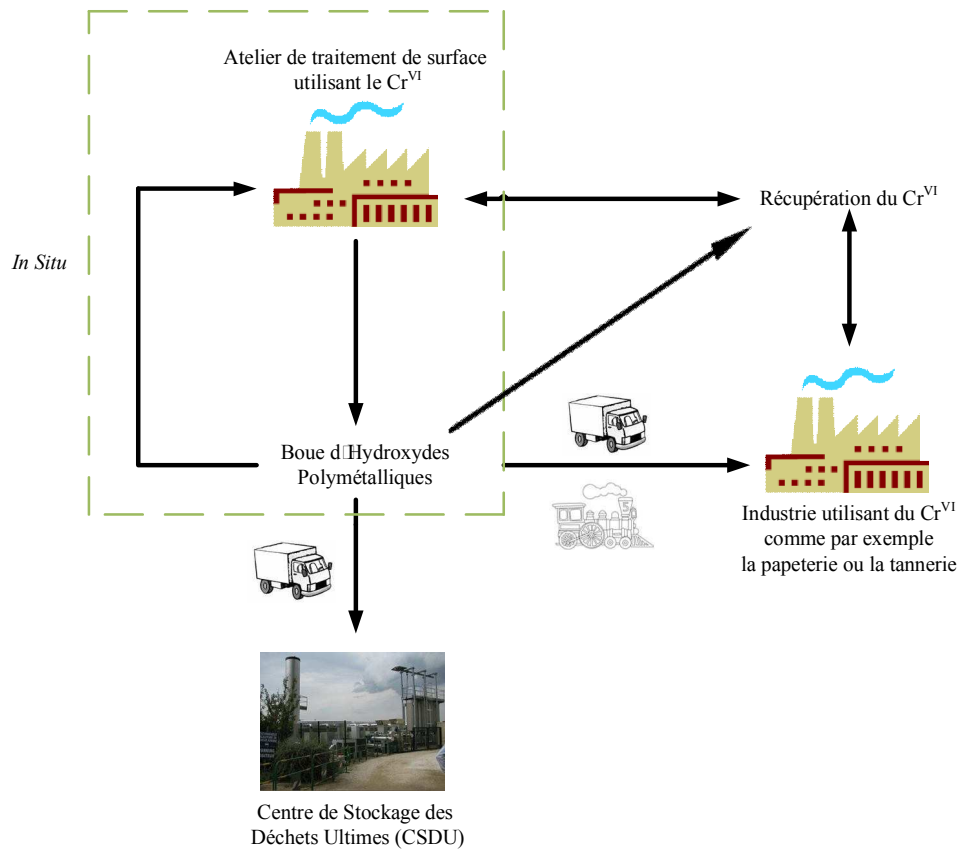 Atelier de traitement de surface
utilisant le Cr^VI
In Situ
Récupération du Cr^VI
Boue d□Hydroxydes
Polymétalliques
Industrie utilisant du Cr^VI
comme par exemple
la papeterie ou la tannerie
5
Centre de Stockage des
Déchets Ultimes (CSDU)